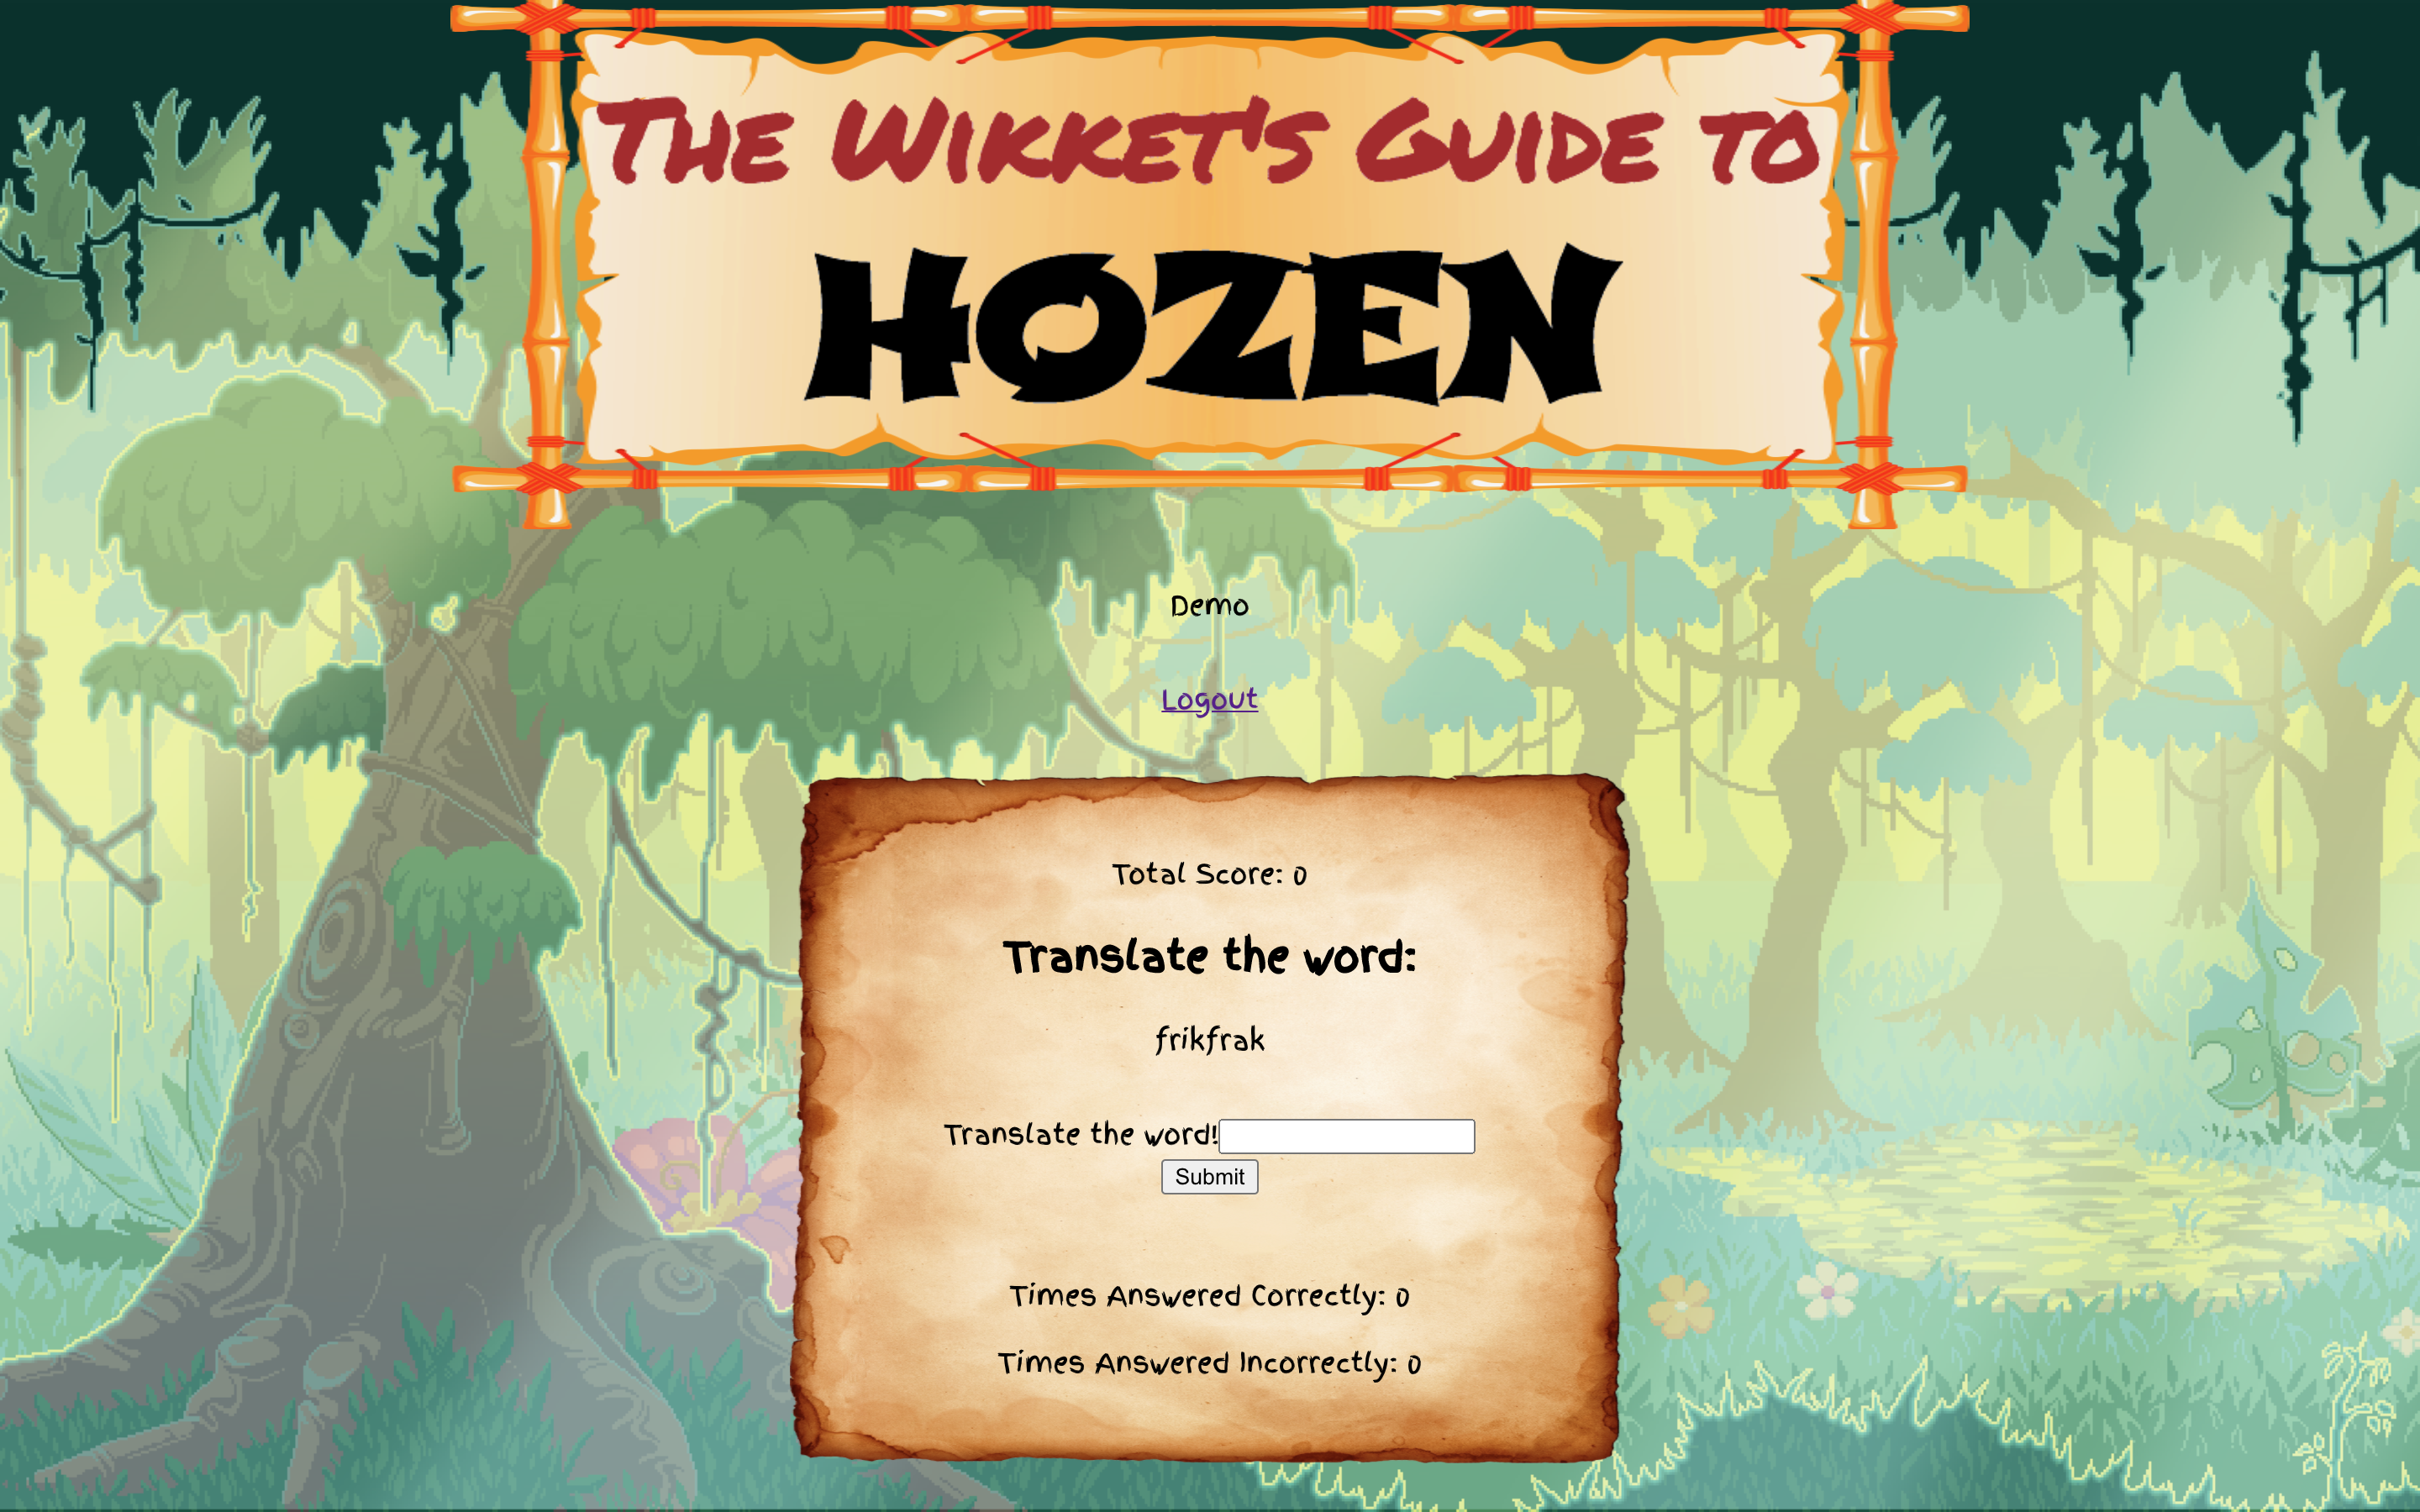 The Wikket's Guide to
HOZEN
Demo
Logout
Total Score: 0
Translate the word:
frikfrak
Translate the word!
Submit
Times Answered Correctly: 0
Times Answered Incorrectly: 0